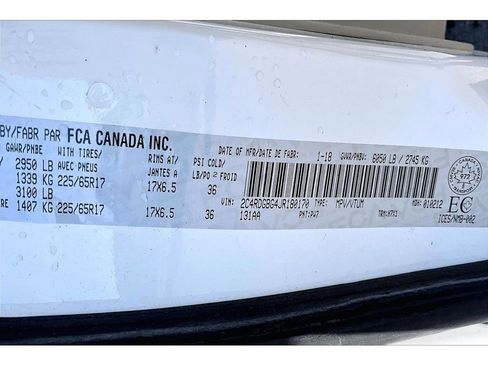 BY/FABR PAR FCA CANADA INC.
GAWR/PNBE WITH TIRES/ RIMS AT/ PSI COLD/ DATE OF MFR/DATE DE FABR: 1-18 GVWR/PNBV: 6050 LB / 2745 KG
2950 LB AVEC PNEUS JANTES A LB/PO² FROID
1339 KG 225/65R17 17X6.5 36
3100 LB VIN: 2C4RDGBG4JR180170 TYPE: MPV/VTUM MDH: 010212
RE 1407 KG 225/65R17 17X6.5 36 131AA PNT: PW7 ICES/NMB-002
972
EC